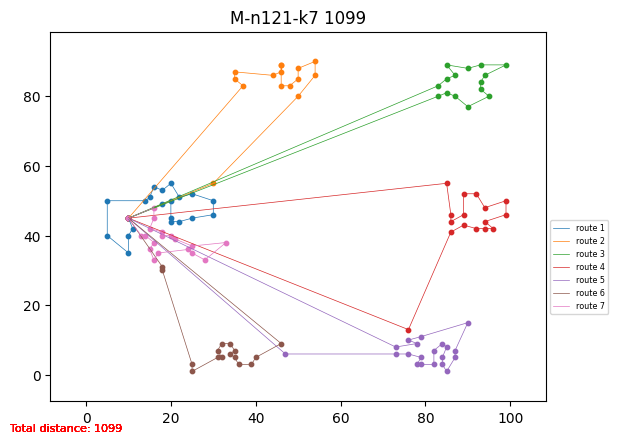 M-n121-k7 1099
80
60
40
20
0
0 20 40 60 80 100
route 1
route 2
route 3
route 4
route 5
route 6
route 7
Total distance: 1099